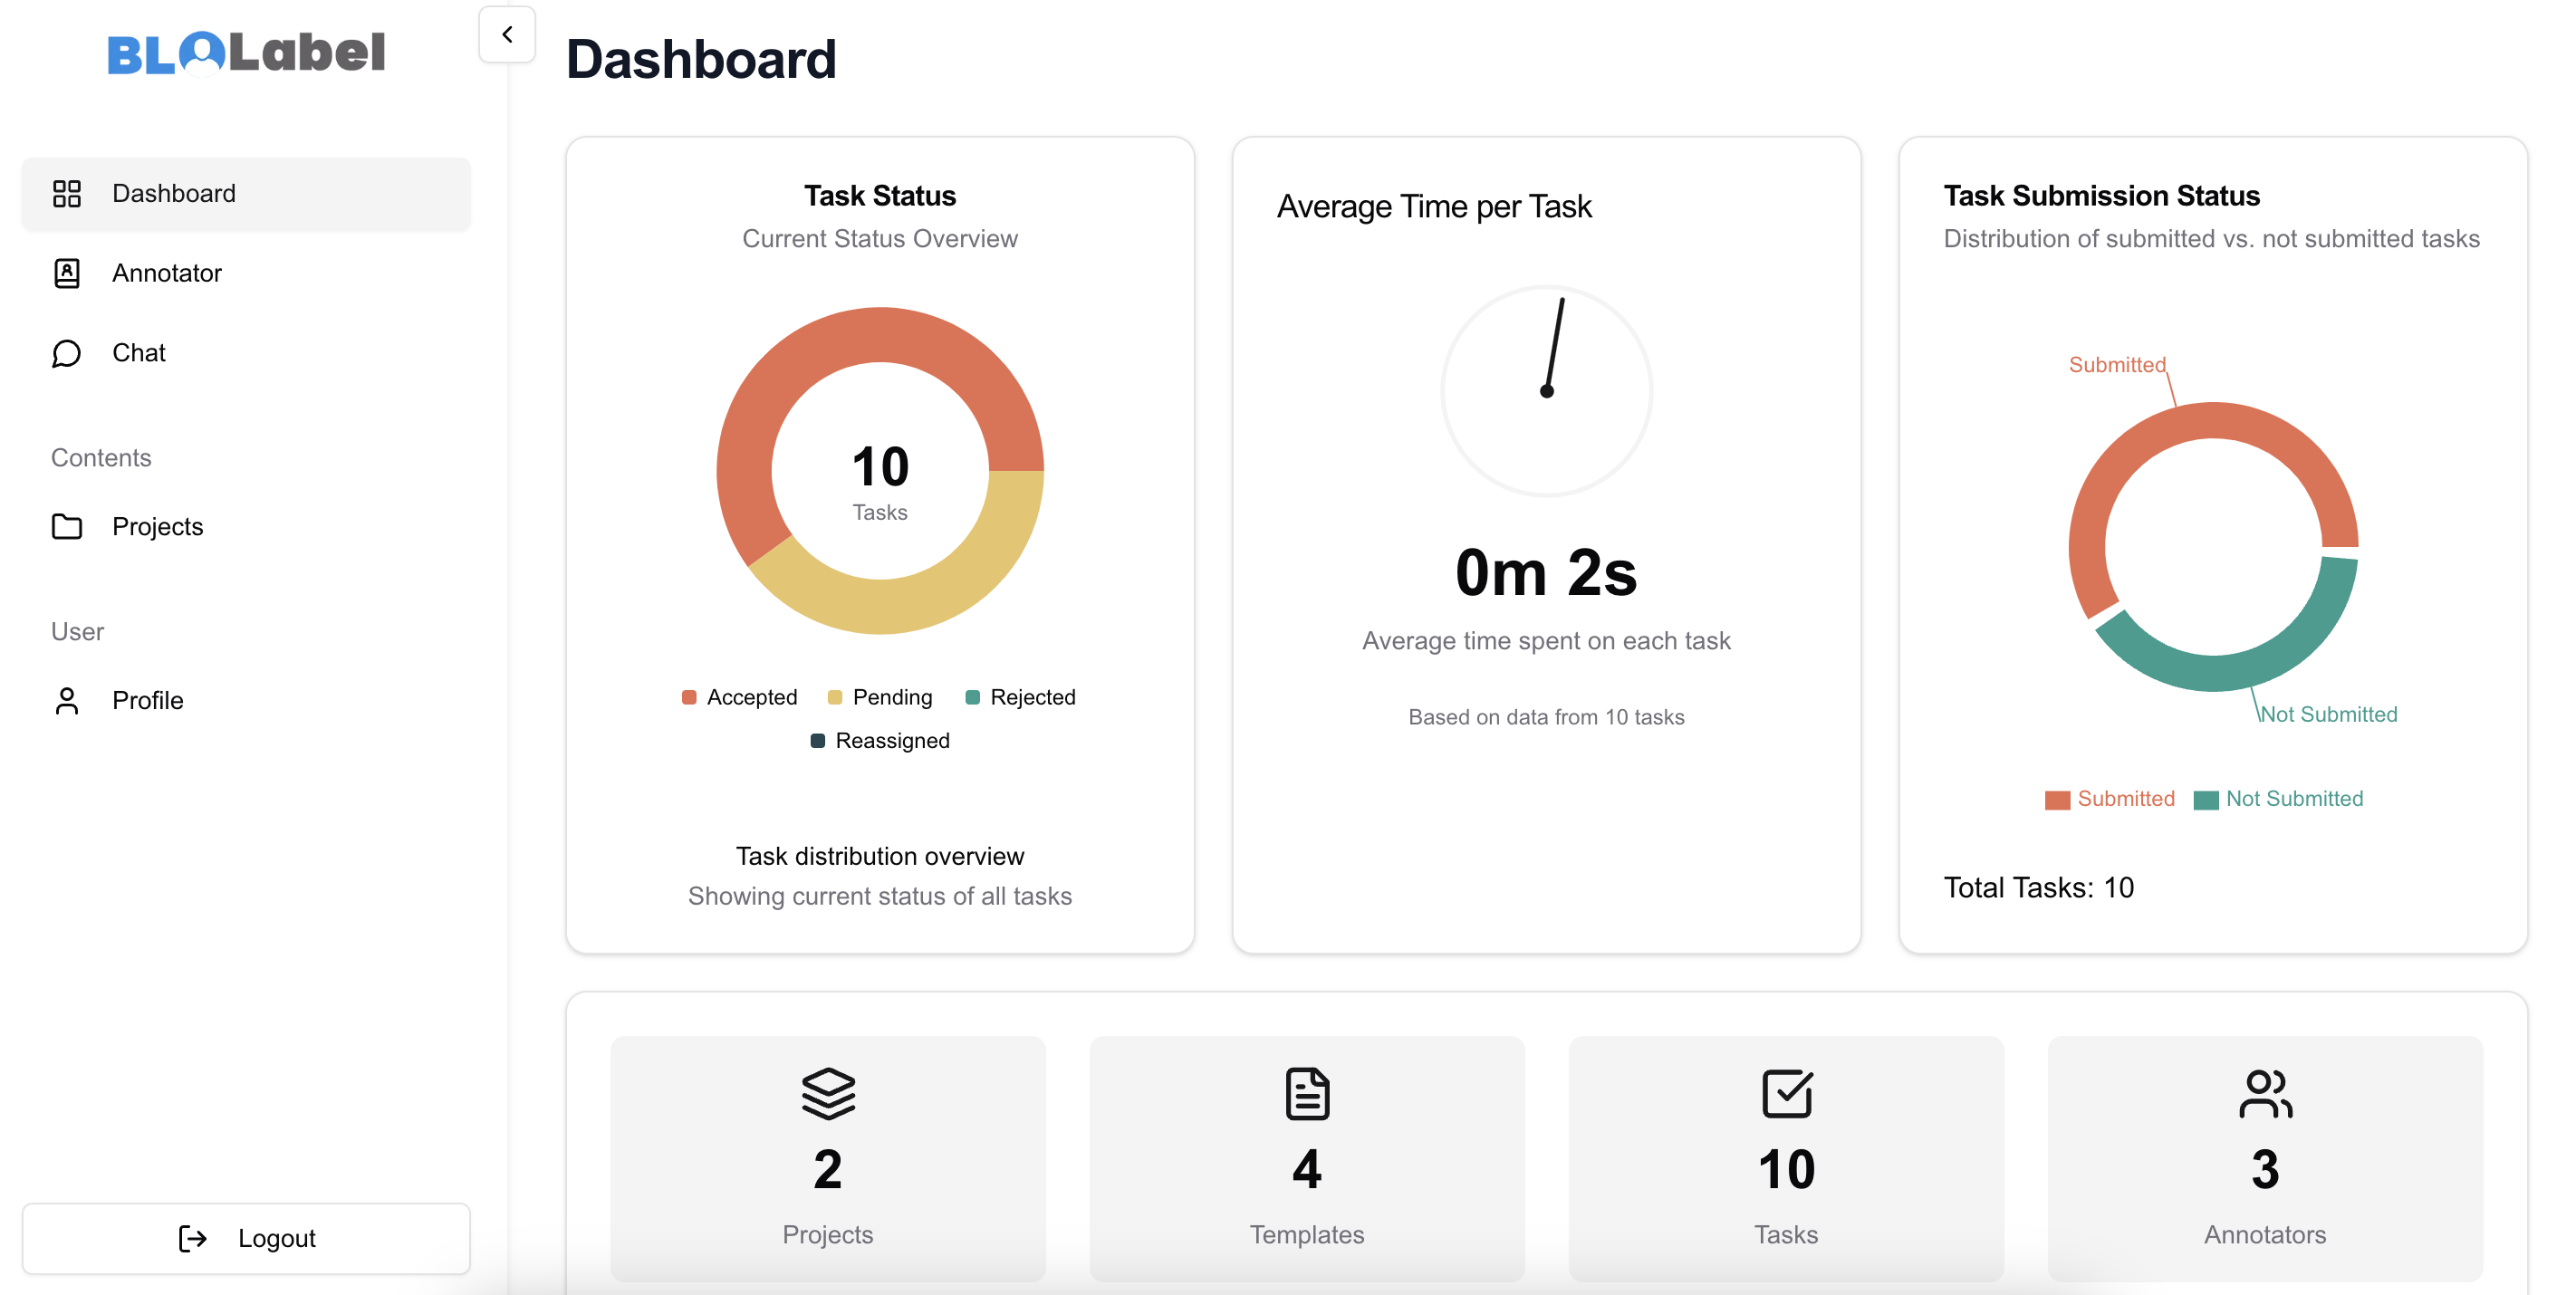 BLOLabel
Dashboard
Annotator
Chat
Contents
Projects
User
Profile
Logout
Dashboard
Task Status
Current Status Overview
10
Tasks
Accepted Pending Rejected
Reassigned
Task distribution overview
Showing current status of all tasks
Average Time per Task
0m 2s
Average time spent on each task
Based on data from 10 tasks
Task Submission Status
Distribution of submitted vs. not submitted tasks
Submitted
Not Submitted
Submitted Not Submitted
Total Tasks: 10
2
Projects
4
Templates
10
Tasks
3
Annotators